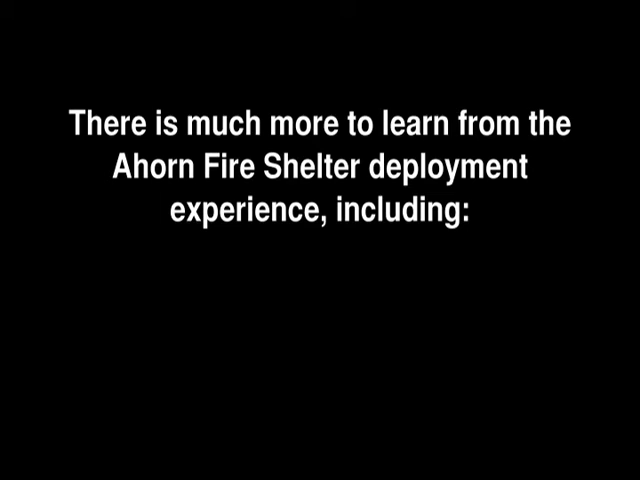 There is much more to learn from the
Ahorn Fire Shelter deployment
experience, including: